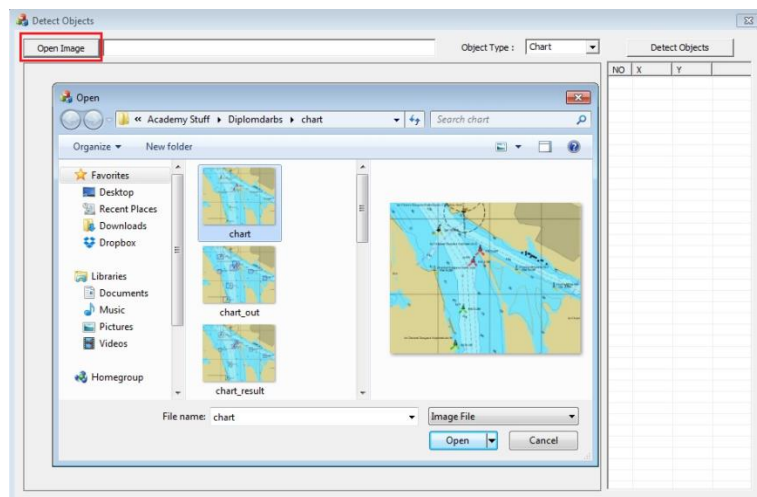 Detect Objects
Open Image
Object Type :
Chart
Detect Objects
NO X Y
Open
« Academy Stuff Diplomdarbs chart
Search chart
Organize
New folder
Favorites
Desktop
Recent Places
Downloads
Dropbox
Libraries
Documents
Music
Pictures
Videos
Homegroup
chart
chart_out
chart_result
File name: chart
Image File
Open
Cancel